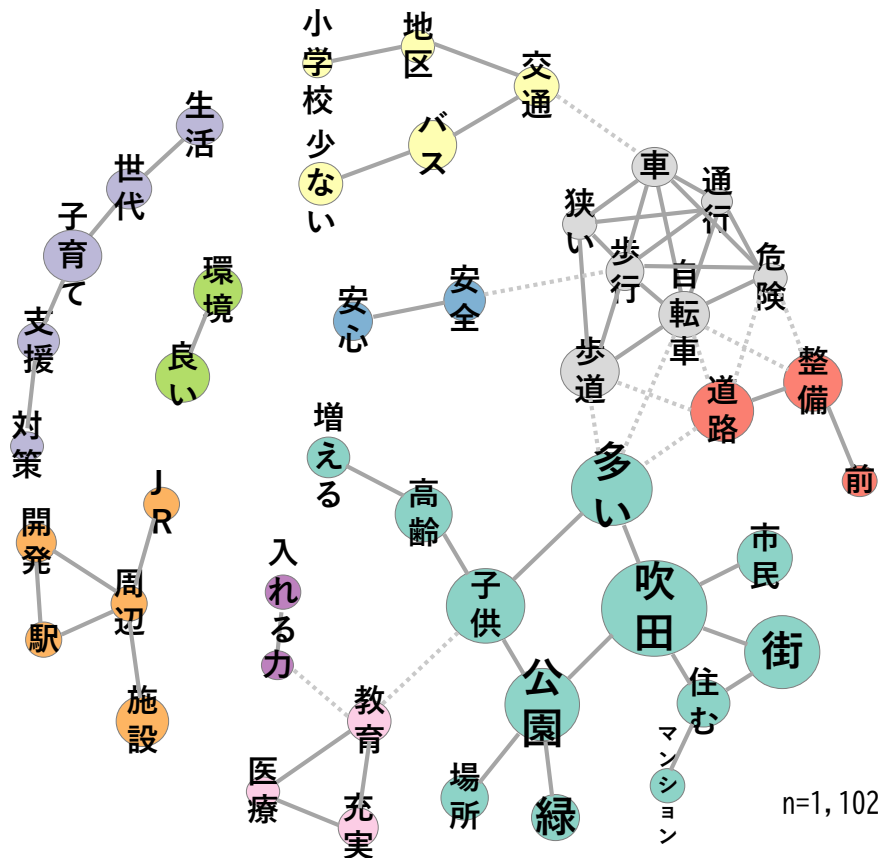 小学校
地区
交通
バス
少ない
生活
世代
子育て
支援
対策
環境
良い
安心
安全
車
通行
狭い
歩行
自転車
危険
歩道
道路
整備
前
増える
高齢
多い
子供
吹田
市民
街
住む
マンション
公園
場所
緑
入れる
力
教育
医療
充実
JR
開発
周辺
駅
施設
n=1,102